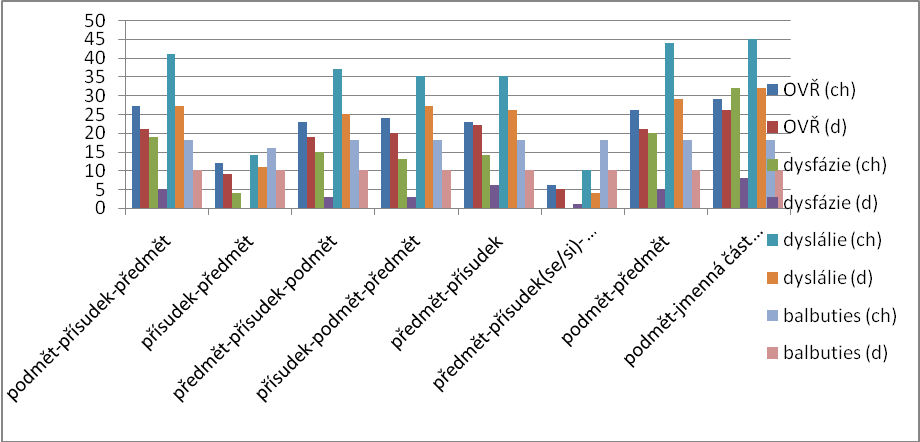 50
45
40
35
30
25
20
15
10
5
0
podmět-přísudek-předmět
přísudek-předmět
předmět-přísudek-podmět
přísudek-podmět-předmět
předmět-přísudek
předmět-přísudek(se/si)-...
podmět-předmět
podmět-jmenná část...
OVŘ (ch)
OVŘ (d)
dysfázie (ch)
dysfázie (d)
dyslálie (ch)
dyslálie (d)
balbuties (ch)
balbuties (d)